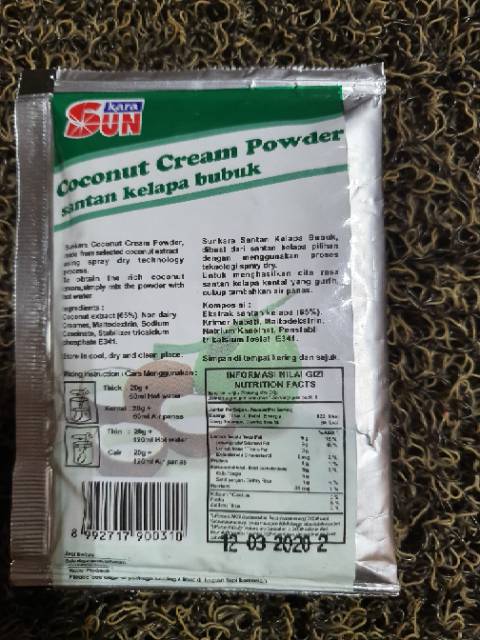 kara
SUN
Coconut Cream Powder
santan kelapa bubuk
Sunkara Coconut Cream Powder,
made from selected coconut extract
using spray dry technology
process.
To obtain the rich coconut
cream, simply mix the powder with
hot water
Ingredients :
Coconut extract (65%), Non dairy
Creamer, Maltodextrin, Sodium
Caseinate, Stabilizer tricalcium
phosphate E341.
Store in cool, dry and clean place.
Sunkara Santan Kelapa Bubuk,
dibuat dari santan kelapa pilihan
dengan menggunakan proses
teknologi spray dry.
Untuk menghasilkan cita rasa
santan kelapa kental yang gurih,
cukup tambahkan air panas.
Komposisi :
Ekstrak santan kelapa (65%),
Krimer Nabati, Maltodekstrin,
Natrium Kaseinat, Penstabil
trikalsium fosfat E341.
Simpan di tempat kering dan sejuk.
Mixing instruction / Cara Menggunakan :
Thick : 20g +
60ml Hot water
Kental : 20g +
60ml Air panas
Thin : 20g +
120ml Hot water
Cair : 20g +
120ml Air panas
INFORMASI NILAI GIZI
NUTRITION FACTS
8 992717 900310
12 03 2020 2